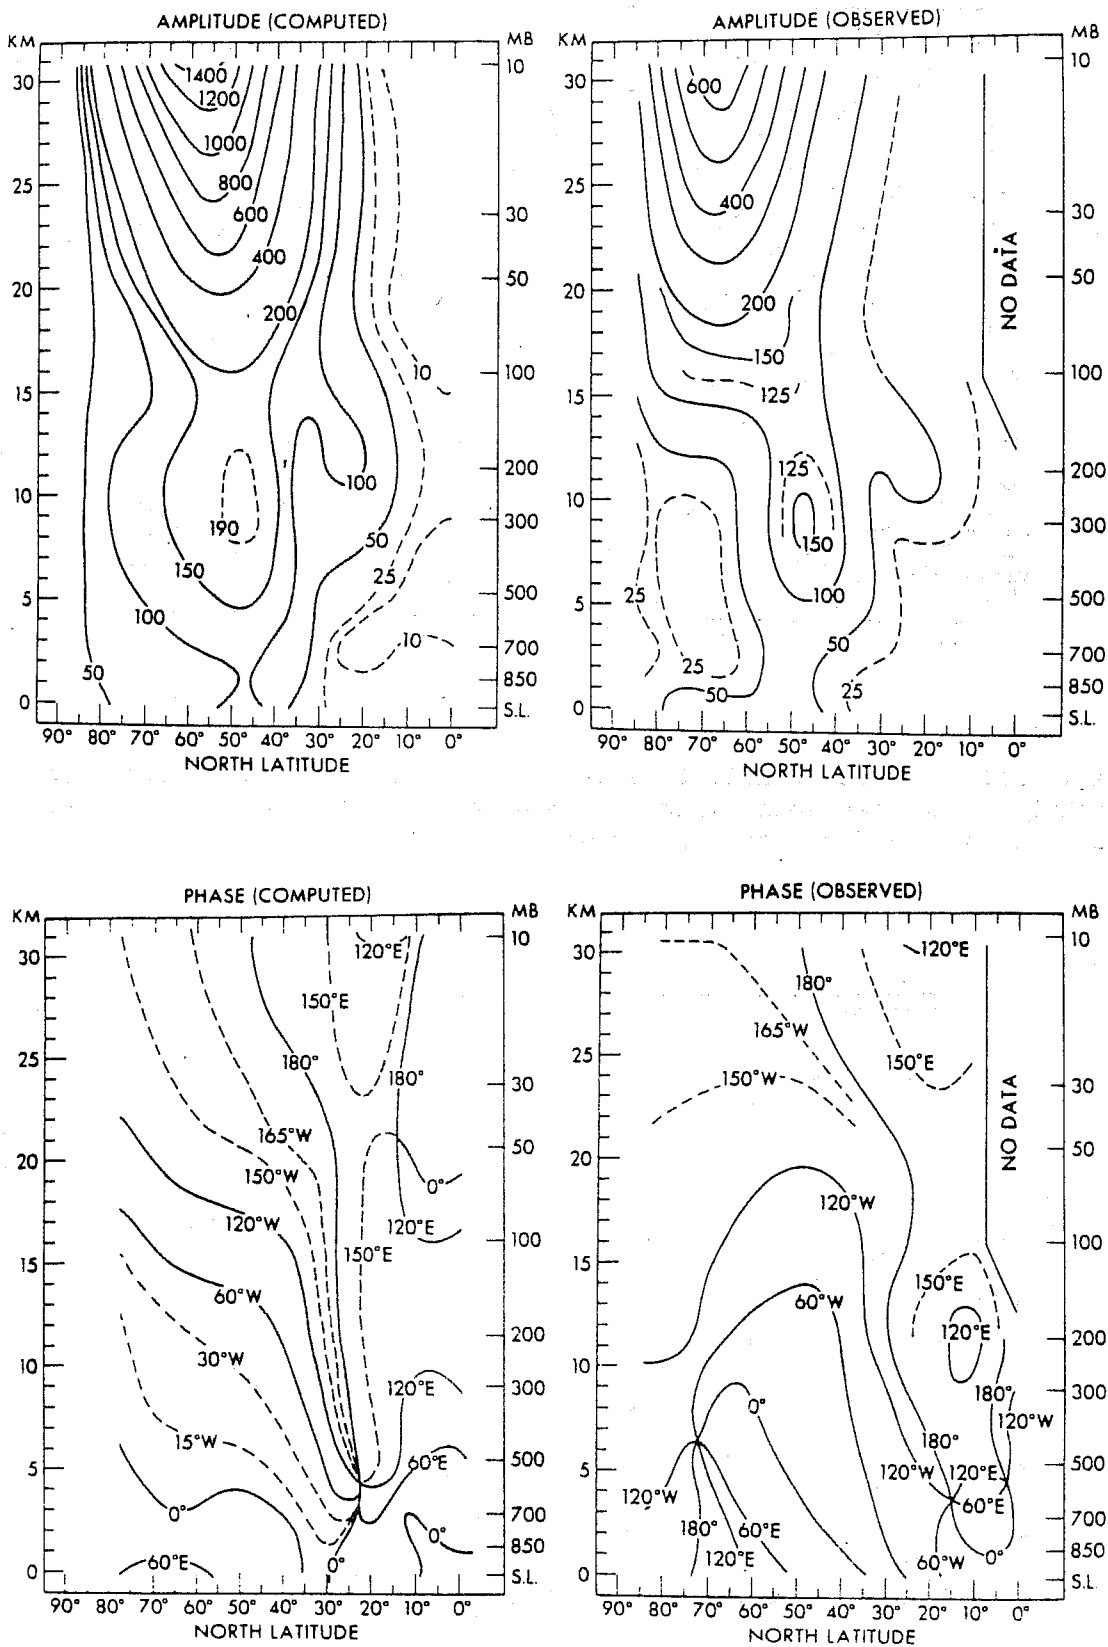 AMPLITUDE (COMPUTED)
KM
MB
30
25
20
15
10
5
0
10
30
50
100
200
300
500
700
850
S.L.
1400
1200
1000
800
600
400
200
10
100
190
50
150
25
100
10
50
90° 80° 70° 60° 50° 40° 30° 20° 10° 0°
NORTH LATITUDE
AMPLITUDE (OBSERVED)
KM
MB
30
25
20
15
10
5
0
10
30
50
100
200
300
500
700
850
S.L.
600
400
200
150
125
125
150
25
100
50
25
50
25
NO DATA
90° 80° 70° 60° 50° 40° 30° 20° 10° 0°
NORTH LATITUDE
PHASE (COMPUTED)
KM
MB
30
25
20
15
10
5
0
10
30
50
100
200
300
500
700
850
S.L.
120°E
150°E
180°
180°
165°W
150°W
0°
120°W
120°E
150°E
60°W
30°W
120°E
15°W
60°E
0°
0°
60°E
0°
90° 80° 70° 60° 50° 40° 30° 20° 10° 0°
NORTH LATITUDE
PHASE (OBSERVED)
KM
MB
30
25
20
15
10
5
0
10
30
50
100
200
300
500
700
850
S.L.
120°E
180°
165°W
150°E
150°W
NO DATA
120°W
150°E
60°W
120°E
180°
0°
120°W
180°
120°W
120°E
120°W
60°E
180°
60°E
120°E
60°W
0°
90° 80° 70° 60° 50° 40° 30° 20° 10° 0°
NORTH LATITUDE